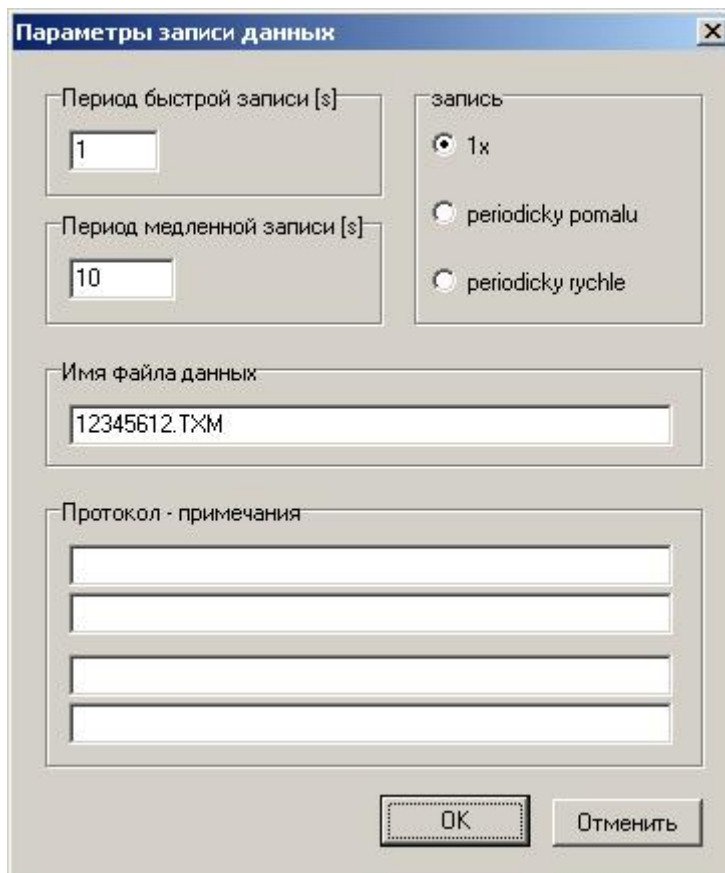 Параметры записи данных
Период быстрой записи [s]
1
Период медленной записи [s]
10
запись
1x
periodicky pomalu
periodicky rychle
Имя файла данных
12345612.TXM
Протокол - примечания
OK
Отменить